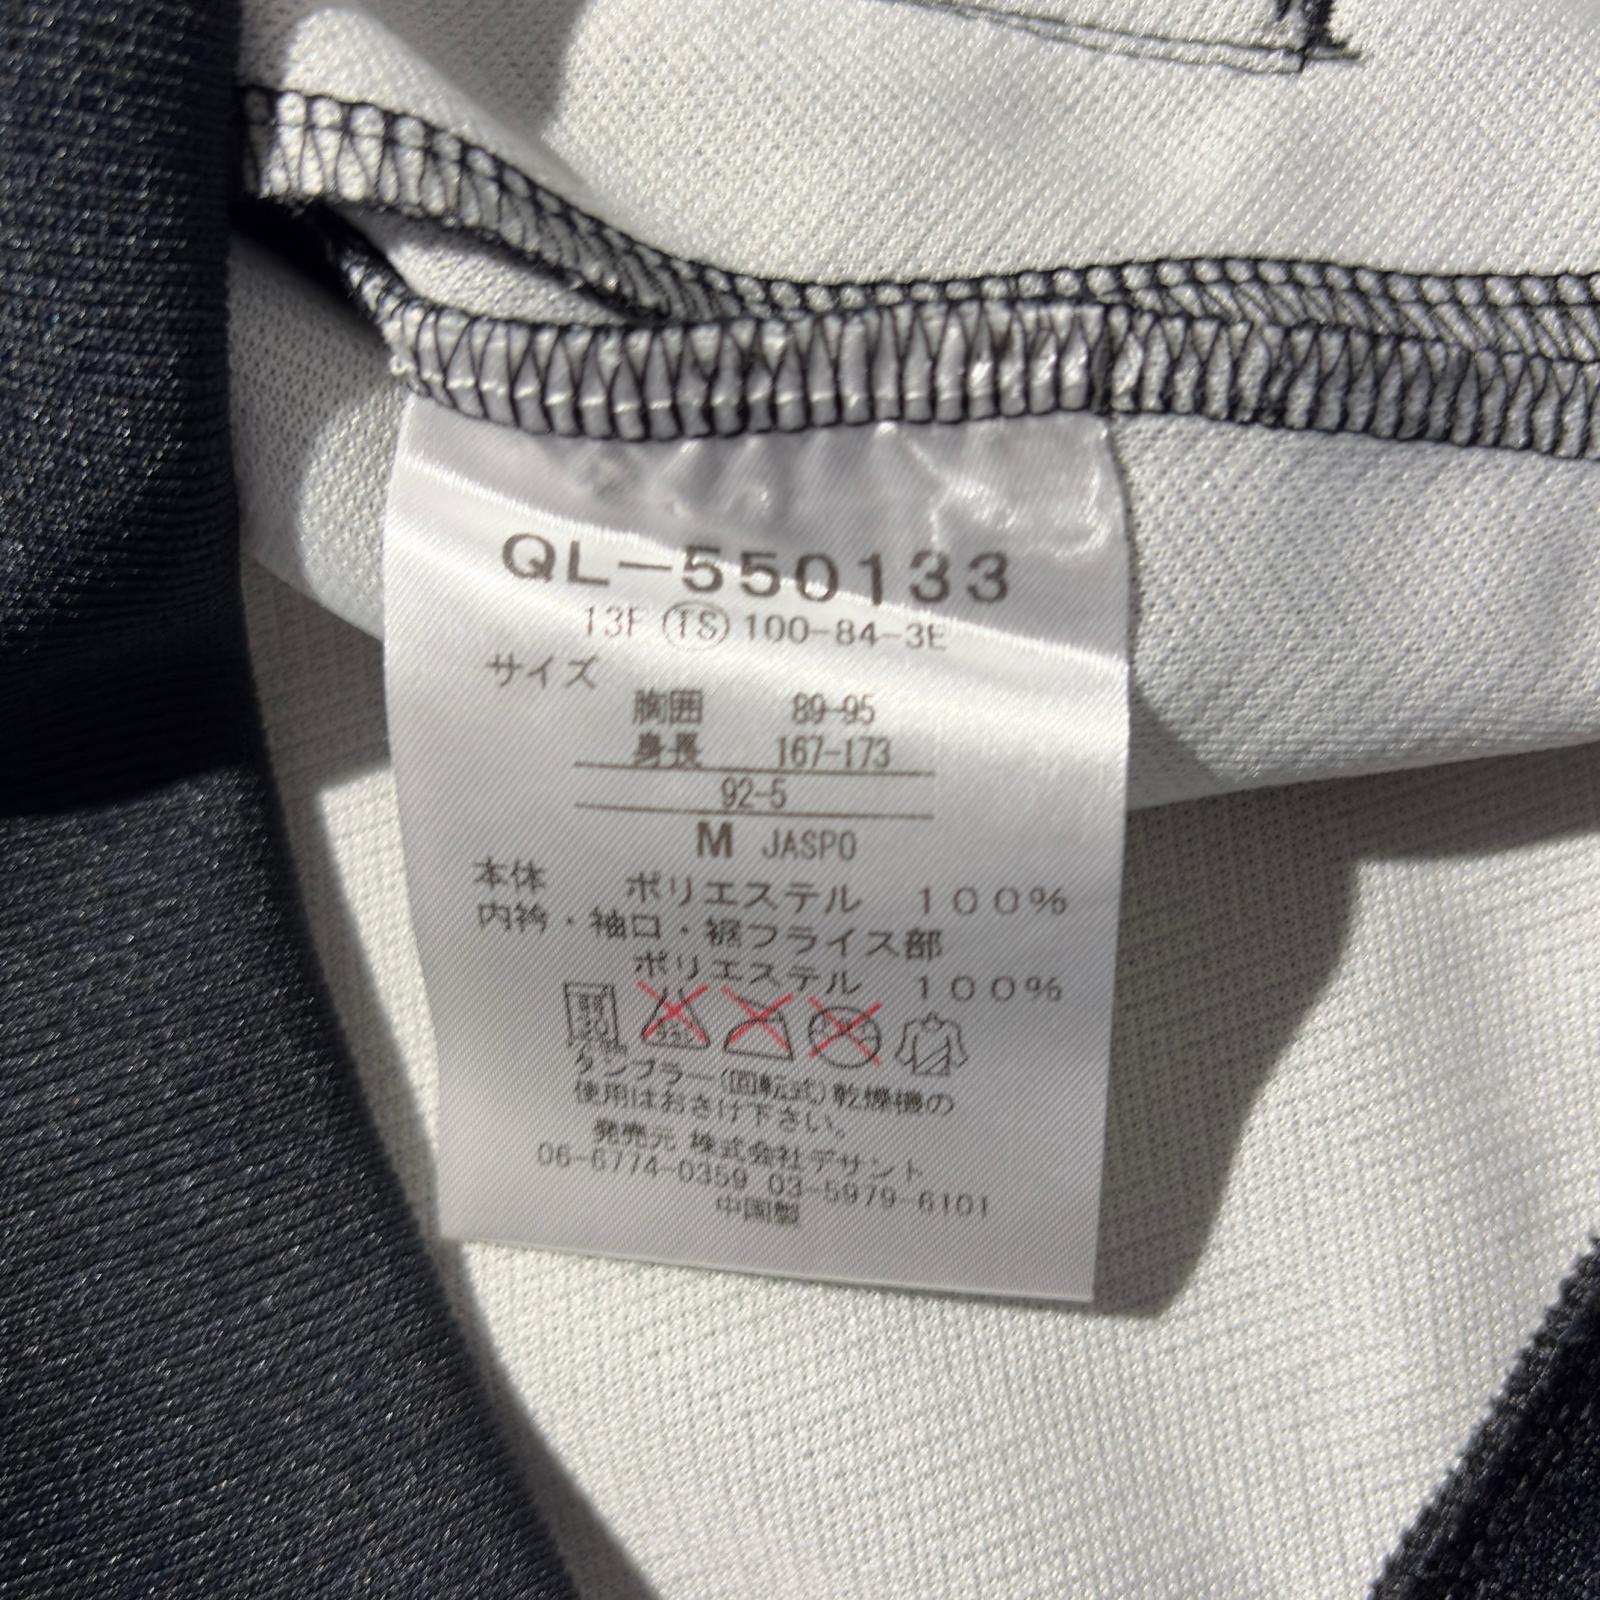 QL-550133
13F TS 100-84-3E
サイズ
胸囲 89-95
身長 167-173
92-5
M JASPO
本体 ポリエステル 100%
内衿・袖口・裾フライス部
ポリエステル 100%
タンブラー(回転式)乾燥機の
使用はおさけ下さい。
発売元 株式会社デサント
06-6774-0359 03-5979-6101
中国製